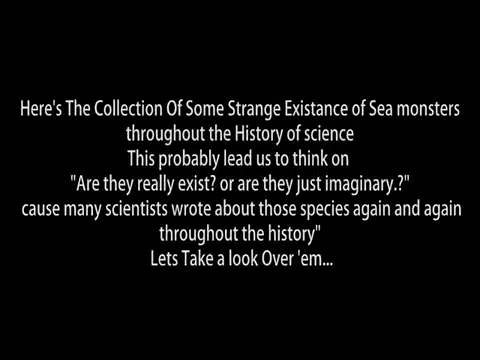 Here's The Collection Of Some Strange Existance of Sea monsters
throughout the History of science
This probably lead us to think on
"Are they really exist? or are they just imaginary.?"
cause many scientists wrote about those species again and again
throughout the history"
Lets Take a look Over 'em...